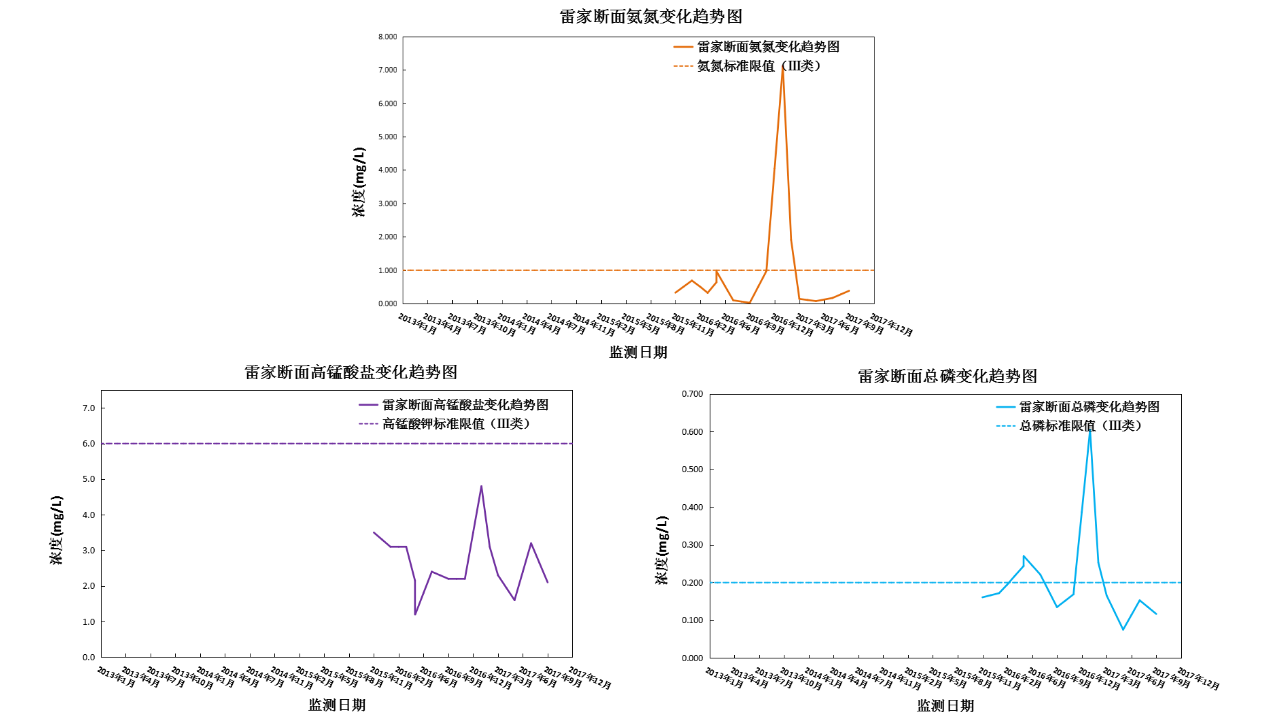 雷家断面氨氮变化趋势图
雷家断面氨氮变化趋势图
氨氮标准限值（III类）
8.000
7.000
6.000
5.000
4.000
3.000
2.000
1.000
0.000
浓度(mg/L)
2013年1月
2013年4月
2013年7月
2013年10月
2014年1月
2014年4月
2014年7月
2014年11月
2015年2月
2015年5月
2015年8月
2015年11月
2016年2月
2016年6月
2016年9月
2016年12月
2017年3月
2017年6月
2017年9月
2017年12月
监测日期
雷家断面高锰酸盐变化趋势图
雷家断面高锰酸盐变化趋势图
高锰酸钾标准限值（III类）
7.0
6.0
5.0
4.0
3.0
2.0
1.0
0.0
浓度(mg/L)
2013年1月
2013年4月
2013年7月
2013年10月
2014年1月
2014年4月
2014年7月
2014年11月
2015年2月
2015年5月
2015年8月
2015年11月
2016年2月
2016年6月
2016年9月
2016年12月
2017年3月
2017年6月
2017年9月
2017年12月
监测日期
雷家断面总磷变化趋势图
雷家断面总磷变化趋势图
总磷标准限值（III类）
0.700
0.600
0.500
0.400
0.300
0.200
0.100
0.000
浓度(mg/L)
2013年1月
2013年4月
2013年7月
2013年10月
2014年1月
2014年4月
2014年7月
2014年11月
2015年2月
2015年5月
2015年8月
2015年11月
2016年2月
2016年6月
2016年9月
2016年12月
2017年3月
2017年6月
2017年9月
2017年12月
监测日期